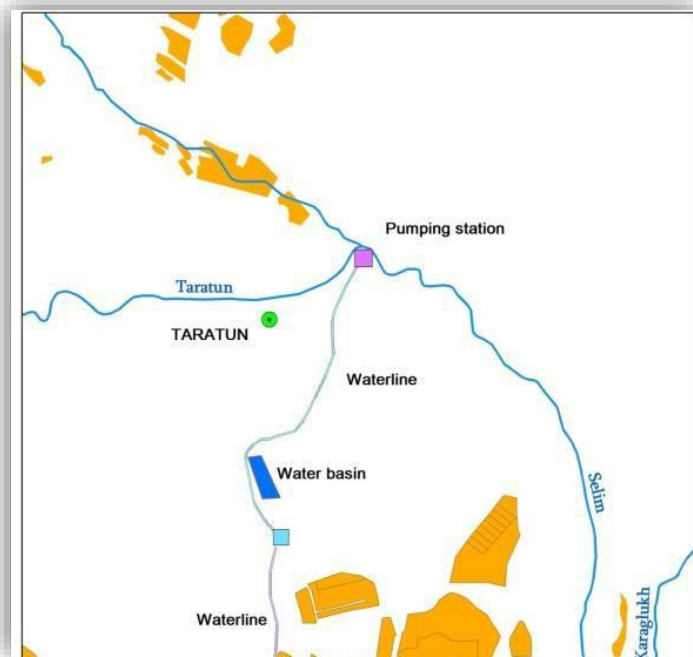 Pumping station
Taratun
TARATUN
Waterline
Water basin
Selim
Waterline
Karaglukh